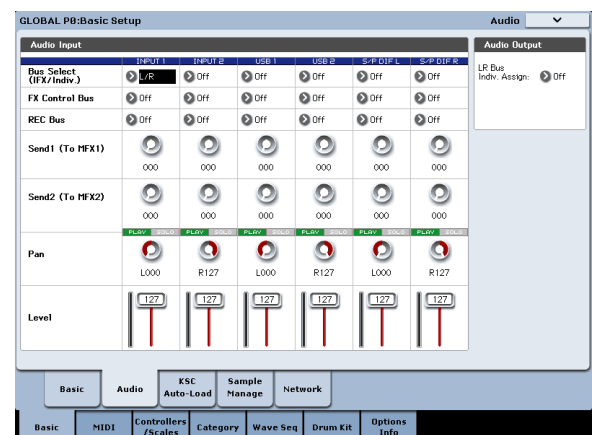 GLOBAL P0:Basic Setup Audio
Audio Input
INPUT 1 INPUT 2 USB 1 USB 2 S/P DIF L S/P DIF R
Bus Select
(IFX/Indiv.) L/R Off Off Off Off Off
FX Control Bus Off Off Off Off Off Off
REC Bus Off Off Off Off Off Off
Send1 (To MFX1)
000 000 000 000 000 000
Send2 (To MFX2)
000 000 000 000 000 000
PLAY SOLO PLAY SOLO PLAY SOLO PLAY SOLO PLAY SOLO PLAY SOLO
Pan
L000 R127 L000 R127 L000 R127
127 127 127 127 127 127
Level
Audio Output
LR Bus
Indiv. Assign: Off
Basic Audio KSC
Auto-Load Sample
Manage Network
Basic MIDI Controllers
/Scales Category Wave Seq Drum Kit Options
Info